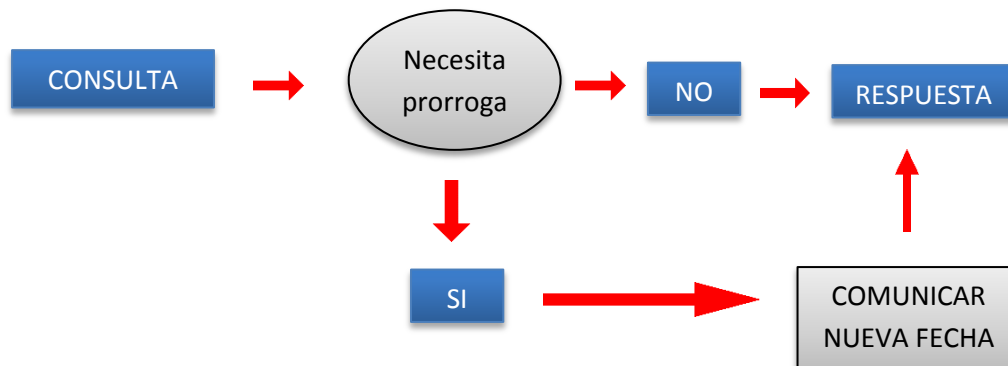 CONSULTA
Necesita
prorroga
NO
RESPUESTA
SI
COMUNICAR
NUEVA FECHA